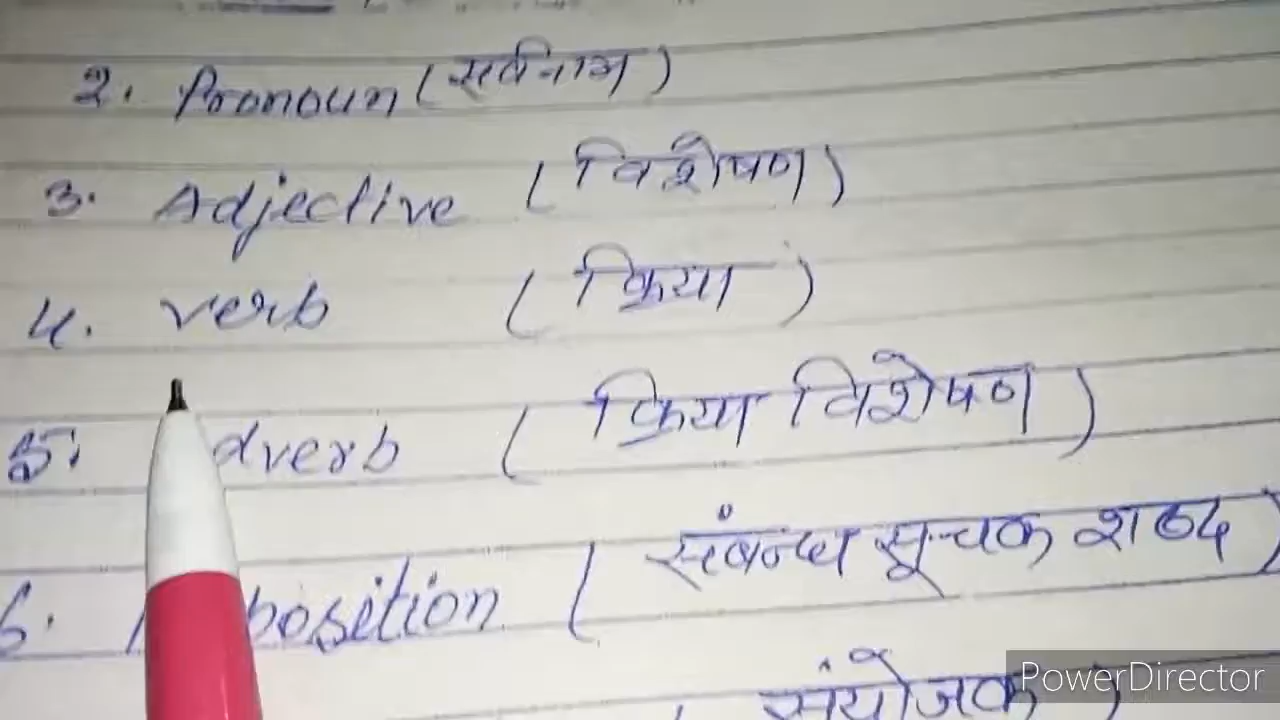 2. Pronoun (सर्वनाम)
3. Adjective (विशेषण)
4. verb (क्रिया)
5. dverb (क्रिया विशेषण)
6. position (संबन्ध सूचक शब्द)
संयोजक )
PowerDirector